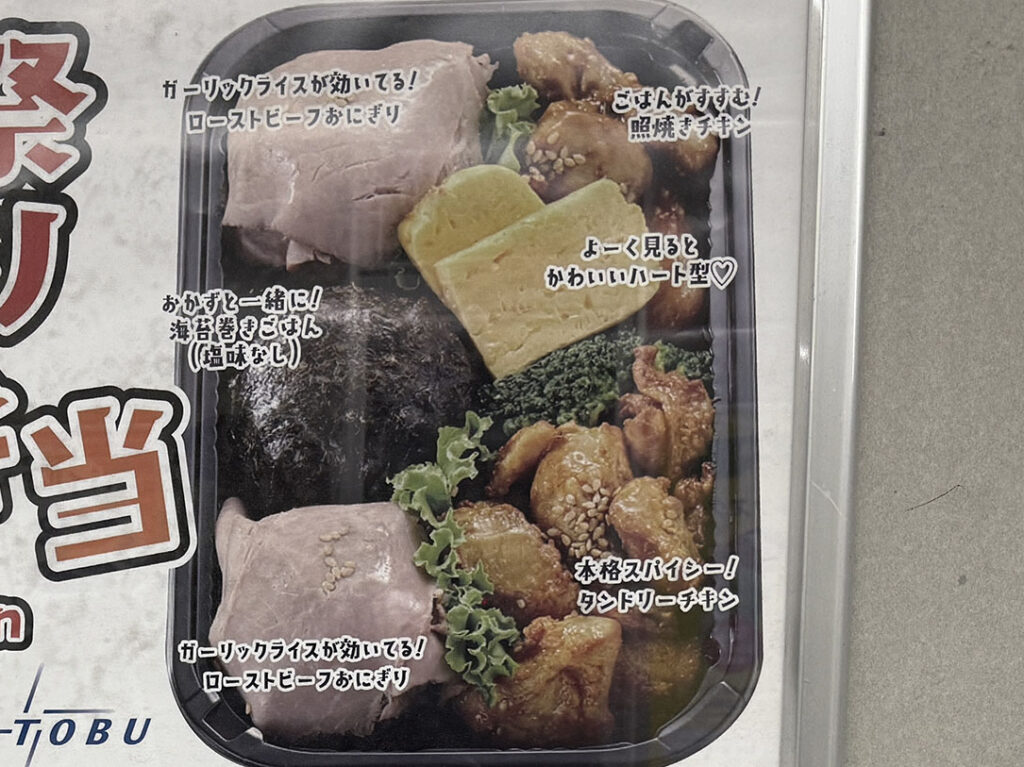 祭
り
弁当
n
TOBU
ガーリックライスが効いてる!
ローストビーフおにぎり
ごはんがすすむ!
照焼きチキン
よーく見ると
かわいいハート型♡
おかずと一緒に!
海苔巻きごはん
(塩味なし)
本格スパイシー!
タンドリーチキン
ガーリックライスが効いてる!
ローストビーフおにぎり